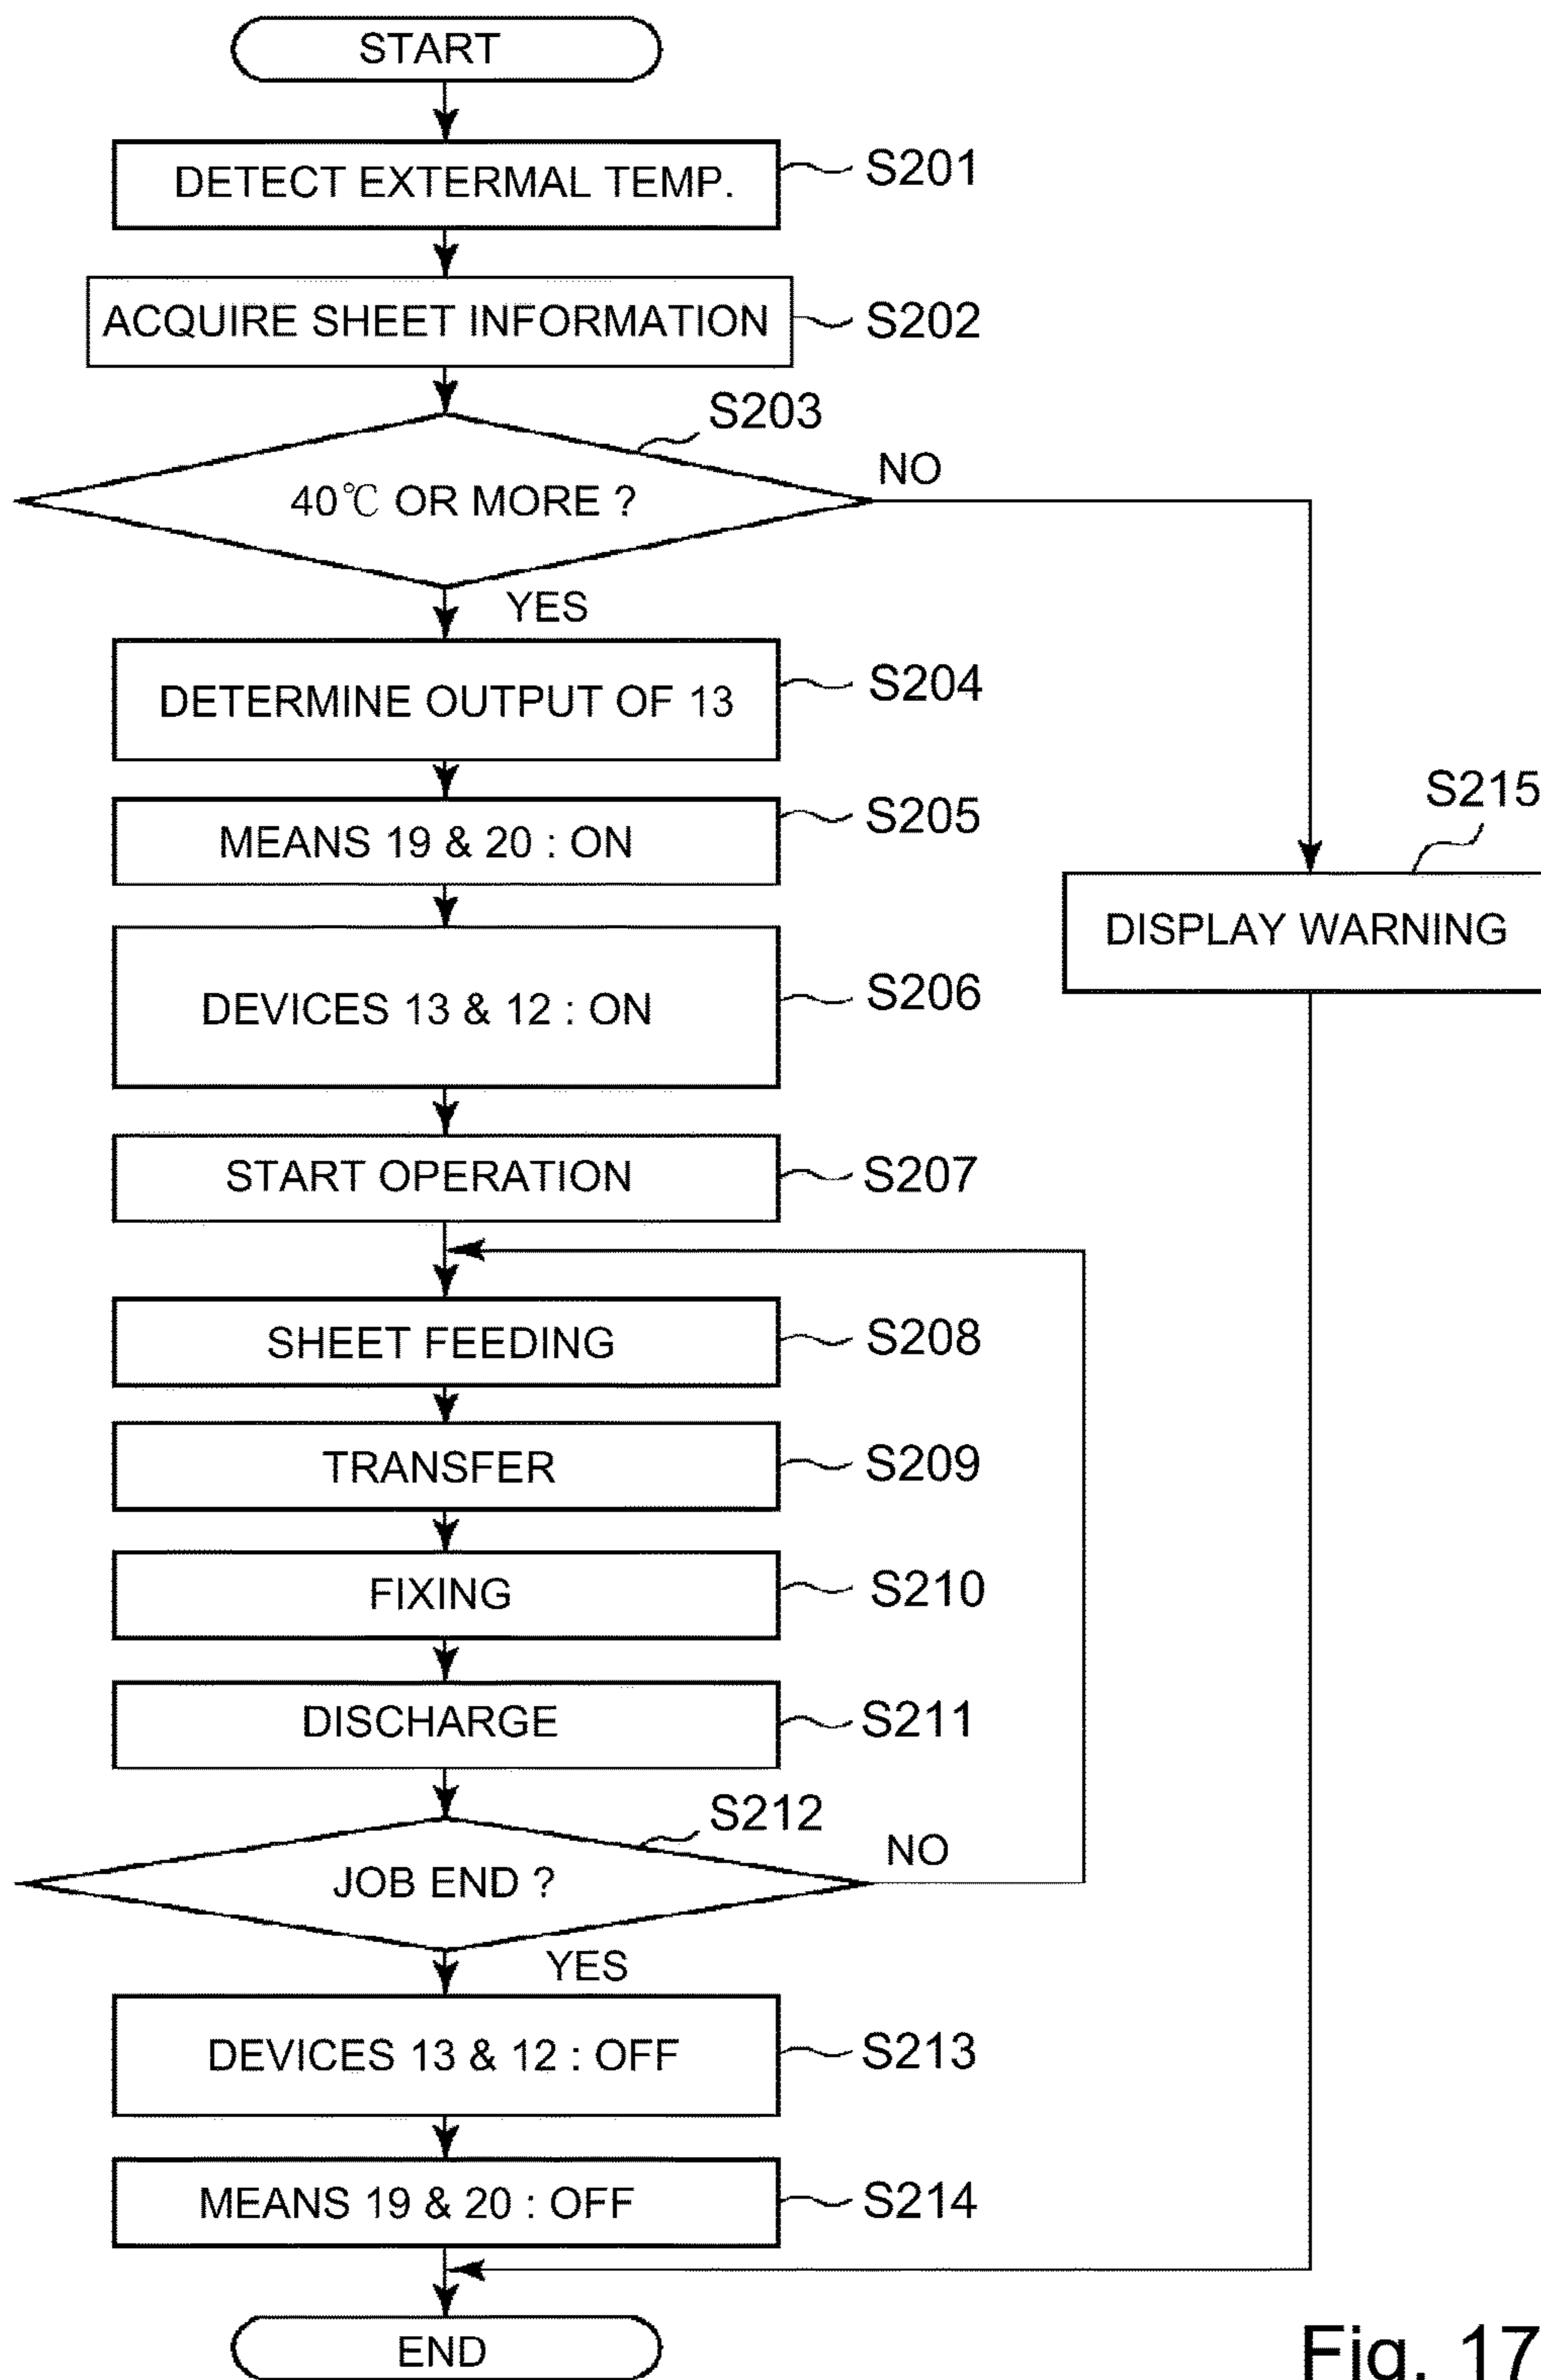 START
DETECT EXTERMAL TEMP.
S201
ACQUIRE SHEET INFORMATION
S202
S203
40℃ OR MORE ?
NO
YES
DETERMINE OUTPUT OF 13
S204
MEANS 19 & 20 : ON
S205
S215
DISPLAY WARNING
DEVICES 13 & 12 : ON
S206
START OPERATION
S207
SHEET FEEDING
S208
TRANSFER
S209
FIXING
S210
DISCHARGE
S211
S212
JOB END ?
NO
YES
DEVICES 13 & 12 : OFF
S213
MEANS 19 & 20 : OFF
S214
END
Fig. 17